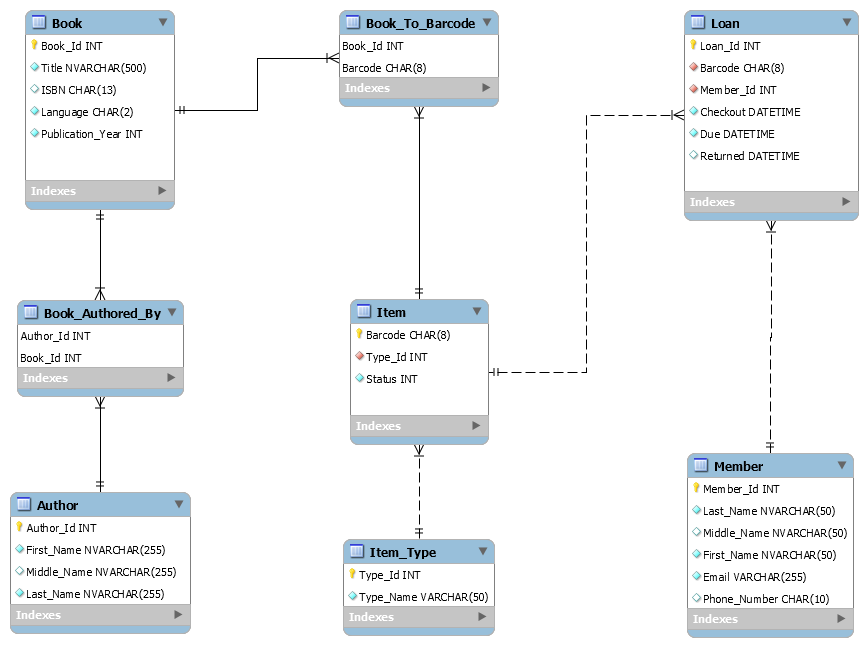 Book
Book_Id INT
Title NVARCHAR(500)
ISBN CHAR(13)
Language CHAR(2)
Publication_Year INT
Indexes
Book_To_Barcode
Book_Id INT
Barcode CHAR(8)
Indexes
Loan
Loan_Id INT
Barcode CHAR(8)
Member_Id INT
Checkout DATETIME
Due DATETIME
Returned DATETIME
Indexes
Book_Authored_By
Author_Id INT
Book_Id INT
Indexes
Item
Barcode CHAR(8)
Type_Id INT
Status INT
Indexes
Author
Author_Id INT
First_Name NVARCHAR(255)
Middle_Name NVARCHAR(255)
Last_Name NVARCHAR(255)
Indexes
Item_Type
Type_Id INT
Type_Name VARCHAR(50)
Indexes
Member
Member_Id INT
Last_Name NVARCHAR(50)
Middle_Name NVARCHAR(50)
First_Name NVARCHAR(50)
Email VARCHAR(255)
Phone_Number CHAR(10)
Indexes